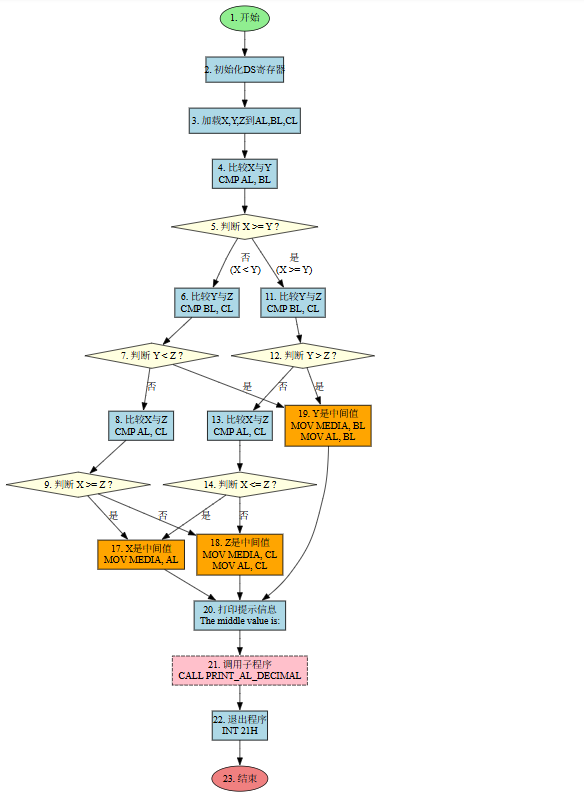 1. 开始
2. 初始化DS寄存器
3. 加载X,Y,Z到AL,BL,CL
4. 比较X与Y
CMP AL, BL
5. 判断 X >= Y ?
否
(X < Y)
是
(X >= Y)
6. 比较Y与Z
CMP BL, CL
11. 比较Y与Z
CMP BL, CL
7. 判断 Y < Z ?
12. 判断 Y > Z ?
否
是
否
是
8. 比较X与Z
CMP AL, CL
13. 比较X与Z
CMP AL, CL
19. Y是中间值
MOV MEDIA, BL
MOV AL, BL
9. 判断 X >= Z ?
14. 判断 X <= Z ?
是
否
是
否
17. X是中间值
MOV MEDIA, AL
18. Z是中间值
MOV MEDIA, CL
MOV AL, CL
20. 打印提示信息
The middle value is:
21. 调用子程序
CALL PRINT_AL_DECIMAL
22. 退出程序
INT 21H
23. 结束